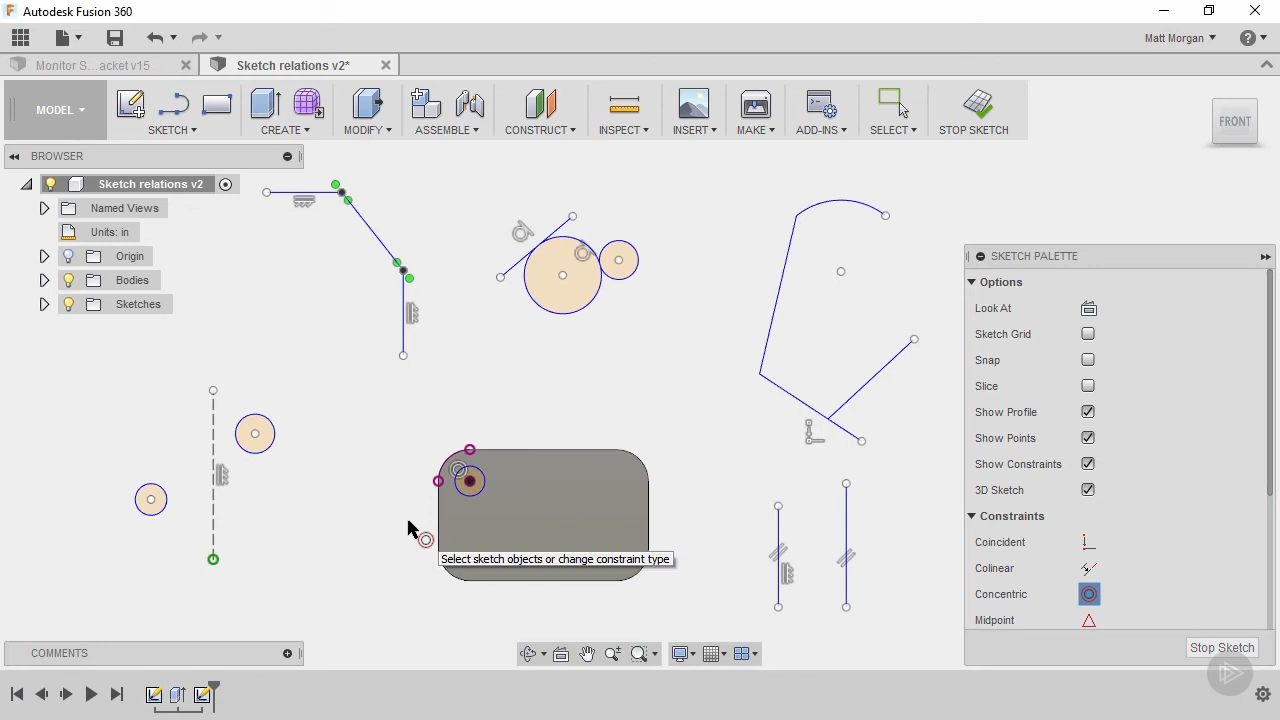 Autodesk Fusion 360
Matt Morgan
Monitor S...acket v15
Sketch relations v2*
MODEL
SKETCH
CREATE
MODIFY
ASSEMBLE
CONSTRUCT
INSPECT
INSERT
MAKE
ADD-INS
SELECT
STOP SKETCH
FRONT
BROWSER
Sketch relations v2
Named Views
Units: in
Origin
Bodies
Sketches
SKETCH PALETTE
Options
Look At
Sketch Grid
Snap
Slice
Show Profile
Show Points
Show Constraints
3D Sketch
Constraints
Coincident
Colinear
Concentric
Midpoint
Select sketch objects or change constraint type
Stop Sketch
COMMENTS